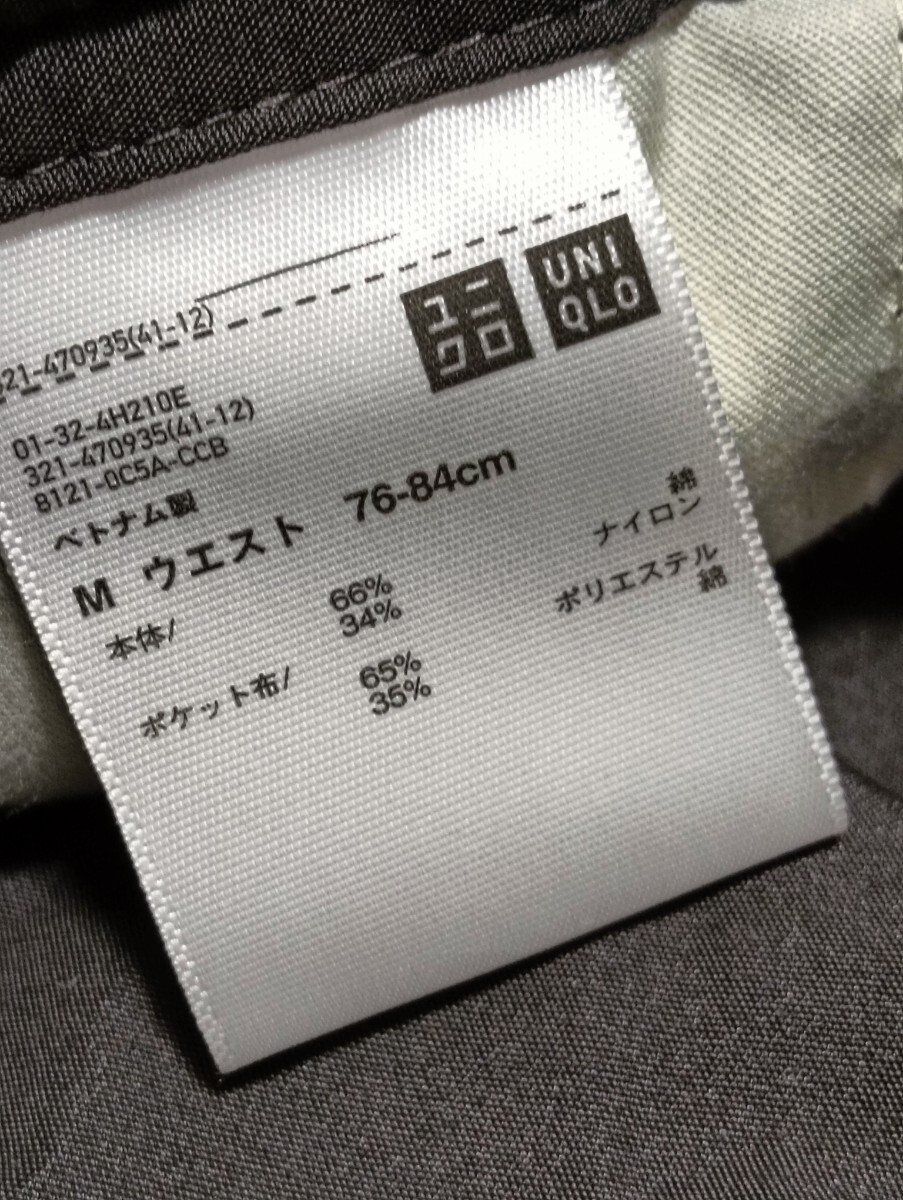 21-470935(41-12)
ユニ
クロ
UNI
QLO
01-32-4H210E
321-470935(41-12)
8121-0C5A-CCB
ベトナム製
M ウエスト 76-84cm
本体/ 66% 綿
34% ナイロン
ポケット布/ 65% ポリエステル
35% 綿